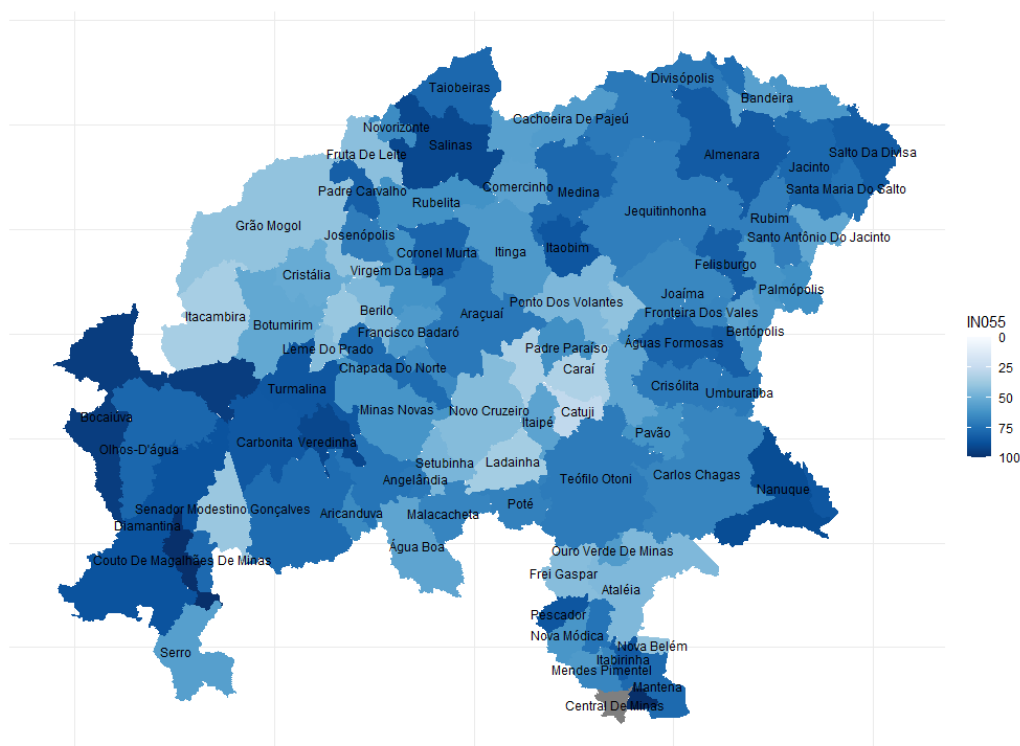 Divisópolis
Taiobeiras
Bandeira
Cachoeira De Pajeú
Novorizonte
Salinas
Fruta De Leite
Almenara
Salto Da Divisa
Jacinto
Padre Carvalho
Comercinho
Medina
Santa Maria Do Salto
Rubelita
Jequitinhonha
Rubim
Grão Mogol
Josenópolis
Santo Antônio Do Jacinto
Coronel Murta
Itinga
Itaobim
Felisburgo
Cristália
Virgem Da Lapa
Joaíma
Palmópolis
Ponto Dos Volantes
Itacambira
Berilo
Araçuaí
Fronteira Dos Vales
Botumirim
Francisco Badaró
Bertópolis
Águas Formosas
Leme Do Prado
Padre Paraíso
Chapada Do Norte
Caraí
Turmalina
Crisólita
Umburatiba
Minas Novas
Novo Cruzeiro
Catuji
Bocaiúva
Itaipé
Pavão
Olhos-D'água
Carbonita
Veredinha
Setubinha
Ladainha
Angelândia
Teófilo Otoni
Carlos Chagas
Nanuque
Senador Modestino Gonçalves
Aricanduva
Malacacheta
Poté
Diamantina
Água Boa
Ouro Verde De Minas
Couto De Magalhães De Minas
Frei Gaspar
Ataléia
Pescador
Nova Módica
Nova Belém
Serro
Itabirinha
Mendes Pimentel
Mantena
Central De Minas
IN055
0
25
50
75
100